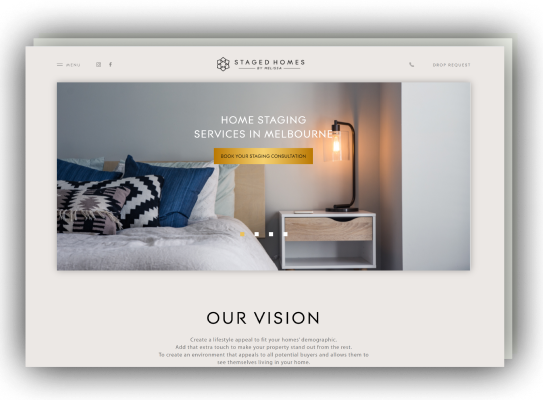 MENU
STAGED HOMES
BY MELISSA
DROP REQUEST
HOME STAGING
SERVICES IN MELBOURNE
BOOK YOUR STAGING CONSULTATION
OUR VISION
Create a lifestyle appeal to fit your homes' demographic.
Add that extra touch to make your property stand out from the rest.
To create an environment that appeals to all potential buyers and allows them to
see themselves living in your home.